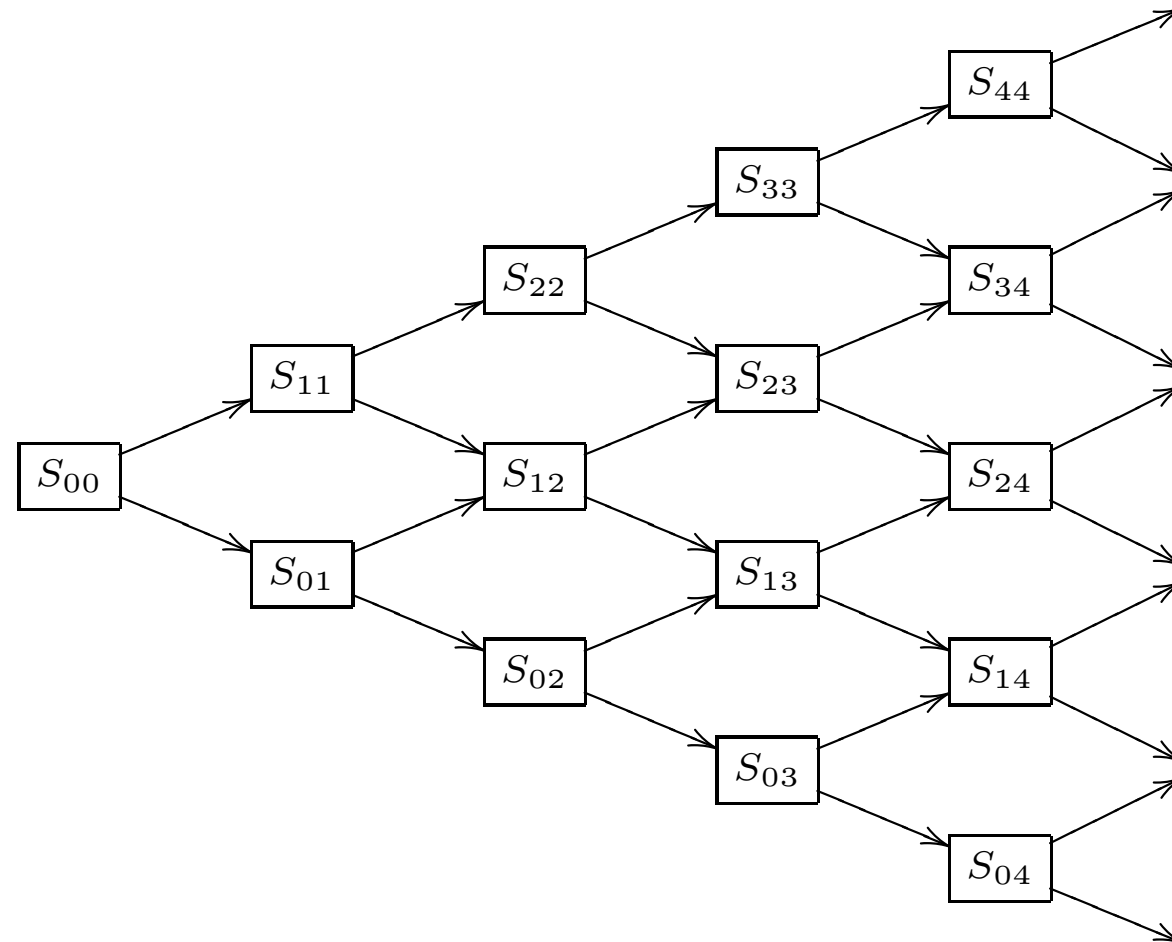 S₄₄
S₃₃
S₂₂ S₃₄
S₁₁ S₂₃
S₀₀ S₁₂ S₂₄
S₀₁ S₁₃
S₀₂ S₁₄
S₀₃
S₀₄